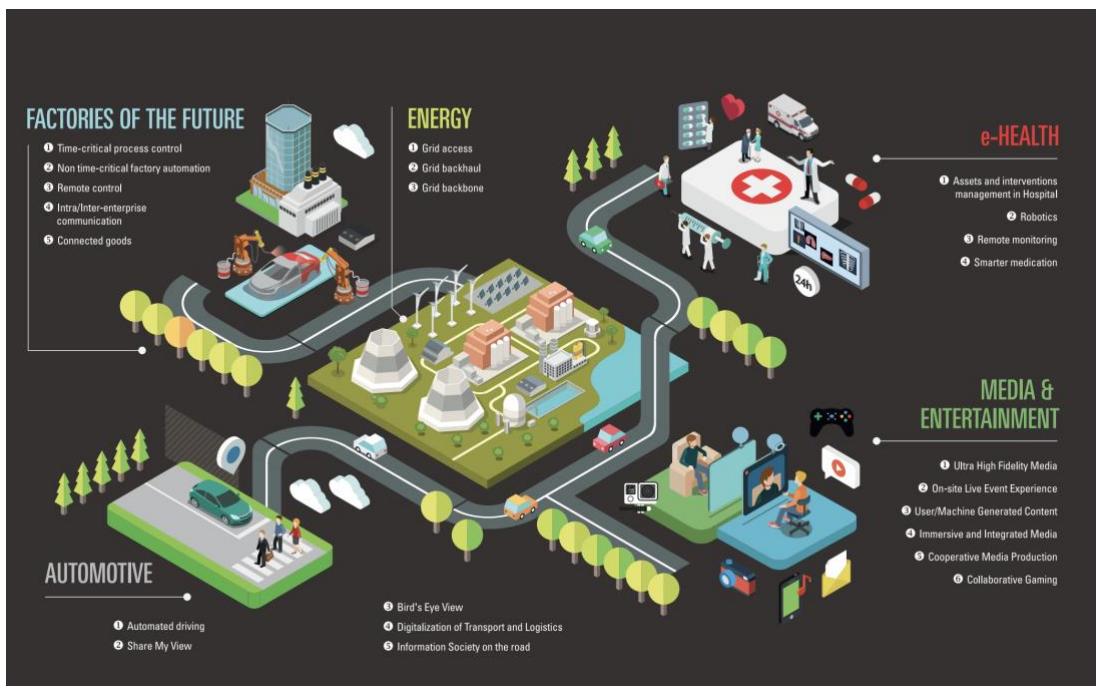 FACTORIES OF THE FUTURE
1 Time-critical process control
2 Non time-critical factory automation
3 Remote control
4 Intra/Inter-enterprise
communication
5 Connected goods
ENERGY
1 Grid access
2 Grid backhaul
3 Grid backbone
e-HEALTH
1 Assets and interventions
management in Hospital
2 Robotics
3 Remote monitoring
4 Smarter medication
24h
MEDIA &
ENTERTAINMENT
1 Ultra High Fidelity Media
2 On-site Live Event Experience
3 User/Machine Generated Content
4 Immersive and Integrated Media
5 Cooperative Media Production
6 Collaborative Gaming
AUTOMOTIVE
1 Automated driving
2 Share My View
3 Bird's Eye View
4 Digitalization of Transport and Logistics
5 Information Society on the road